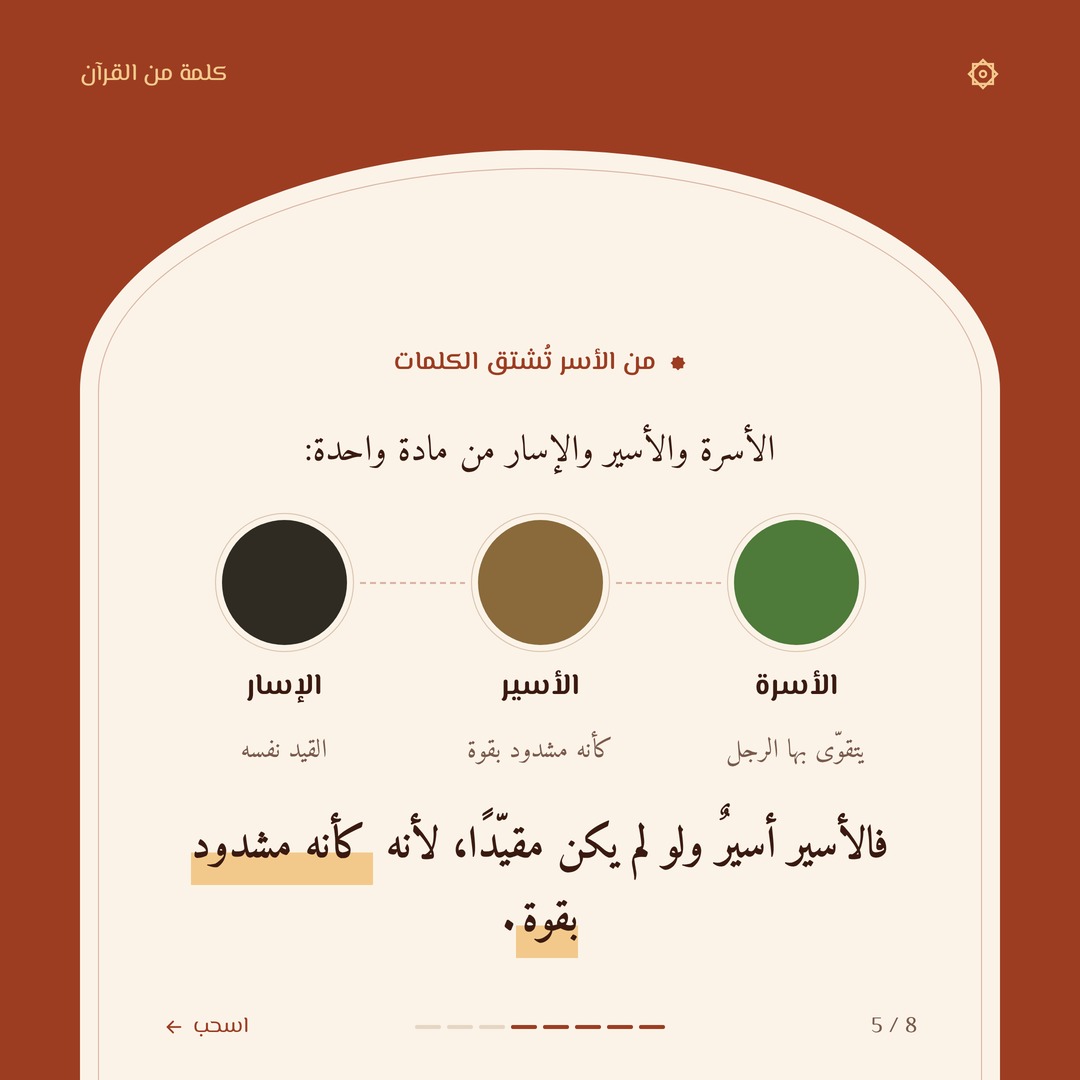 كلمة من القرآن
من الأسر تُشتق الكلمات
الأسرة والأسير والإسار من مادة واحدة:
الأسرة
الأسير
الإسار
يتقوّى بها الرجل
كأنه مشدود بقوة
القيد نفسه
فالأسير أسيرٌ ولو لم يكن مقيّدًا، لأنه كأنه مشدود
بقوة.
5 / 8
اسحب ←